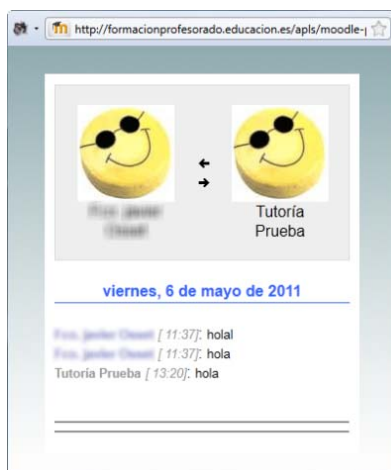 http://formacionprofesorado.educacion.es/apls/moodle-p
Tutoría
Prueba
viernes, 6 de mayo de 2011
[11:37]: holal
[11:37]: hola
Tutoría Prueba [13:20]: hola